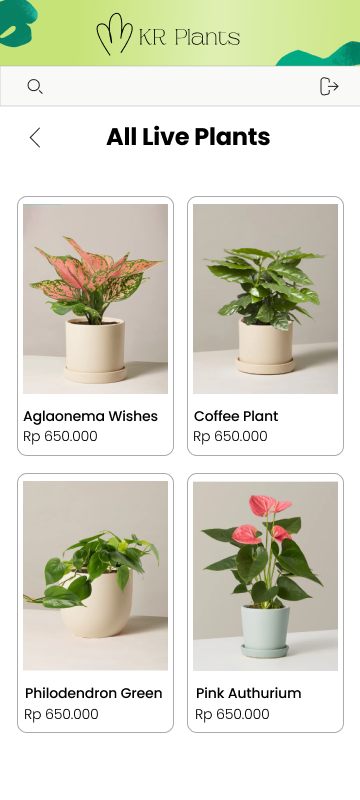 KR Plants
All Live Plants
Aglaonema Wishes
Rp 650.000
Coffee Plant
Rp 650.000
Philodendron Green
Rp 650.000
Pink Authurium
Rp 650.000